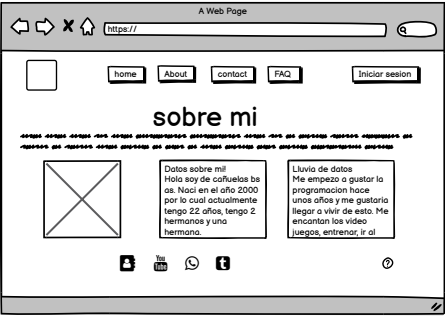 A Web Page
https://
home About contact FAQ Iniciar sesion
sobre mi
Datos sobre mi!
Hola soy de cañuelas bs
as. Naci en el año 2000
por lo cual actualmente
tengo 22 años, tengo 2
hermanos y una
hermana.
Lluvia de datos
Me empezo a gustar la
programacion hace
unos años y me gustaria
llegar a vivir de esto. Me
encantan los video
juegos, entrenar, ir al
You
Tube
t
?